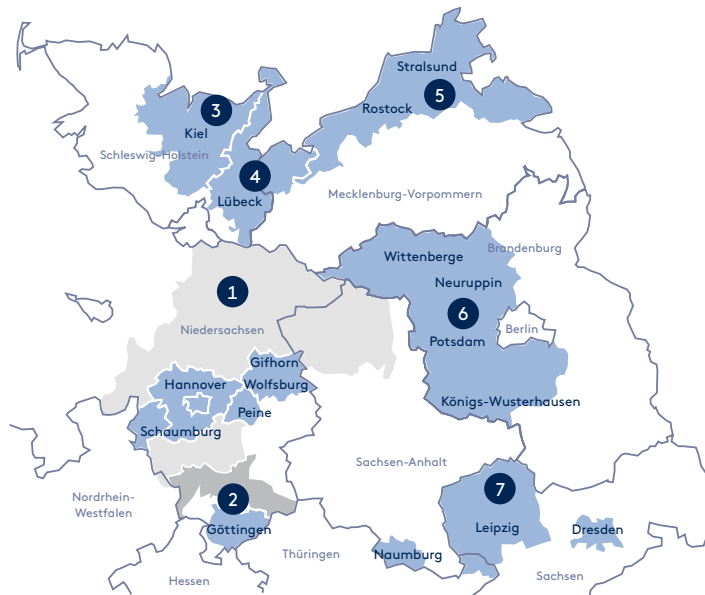 Stralsund
5
Rostock
3
Kiel
Schleswig-Holstein
4
Lübeck
Mecklenburg-Vorpommern
Wittenberge
Brandenburg
Neuruppin
1
6
Niedersachsen
Berlin
Potsdam
Gifhorn
Hannover
Wolfsburg
Peine
Königs-Wusterhausen
Schaumburg
Sachsen-Anhalt
7
Nordrhein-
Westfalen
2
Göttingen
Leipzig
Dresden
Thüringen
Naumburg
Hessen
Sachsen